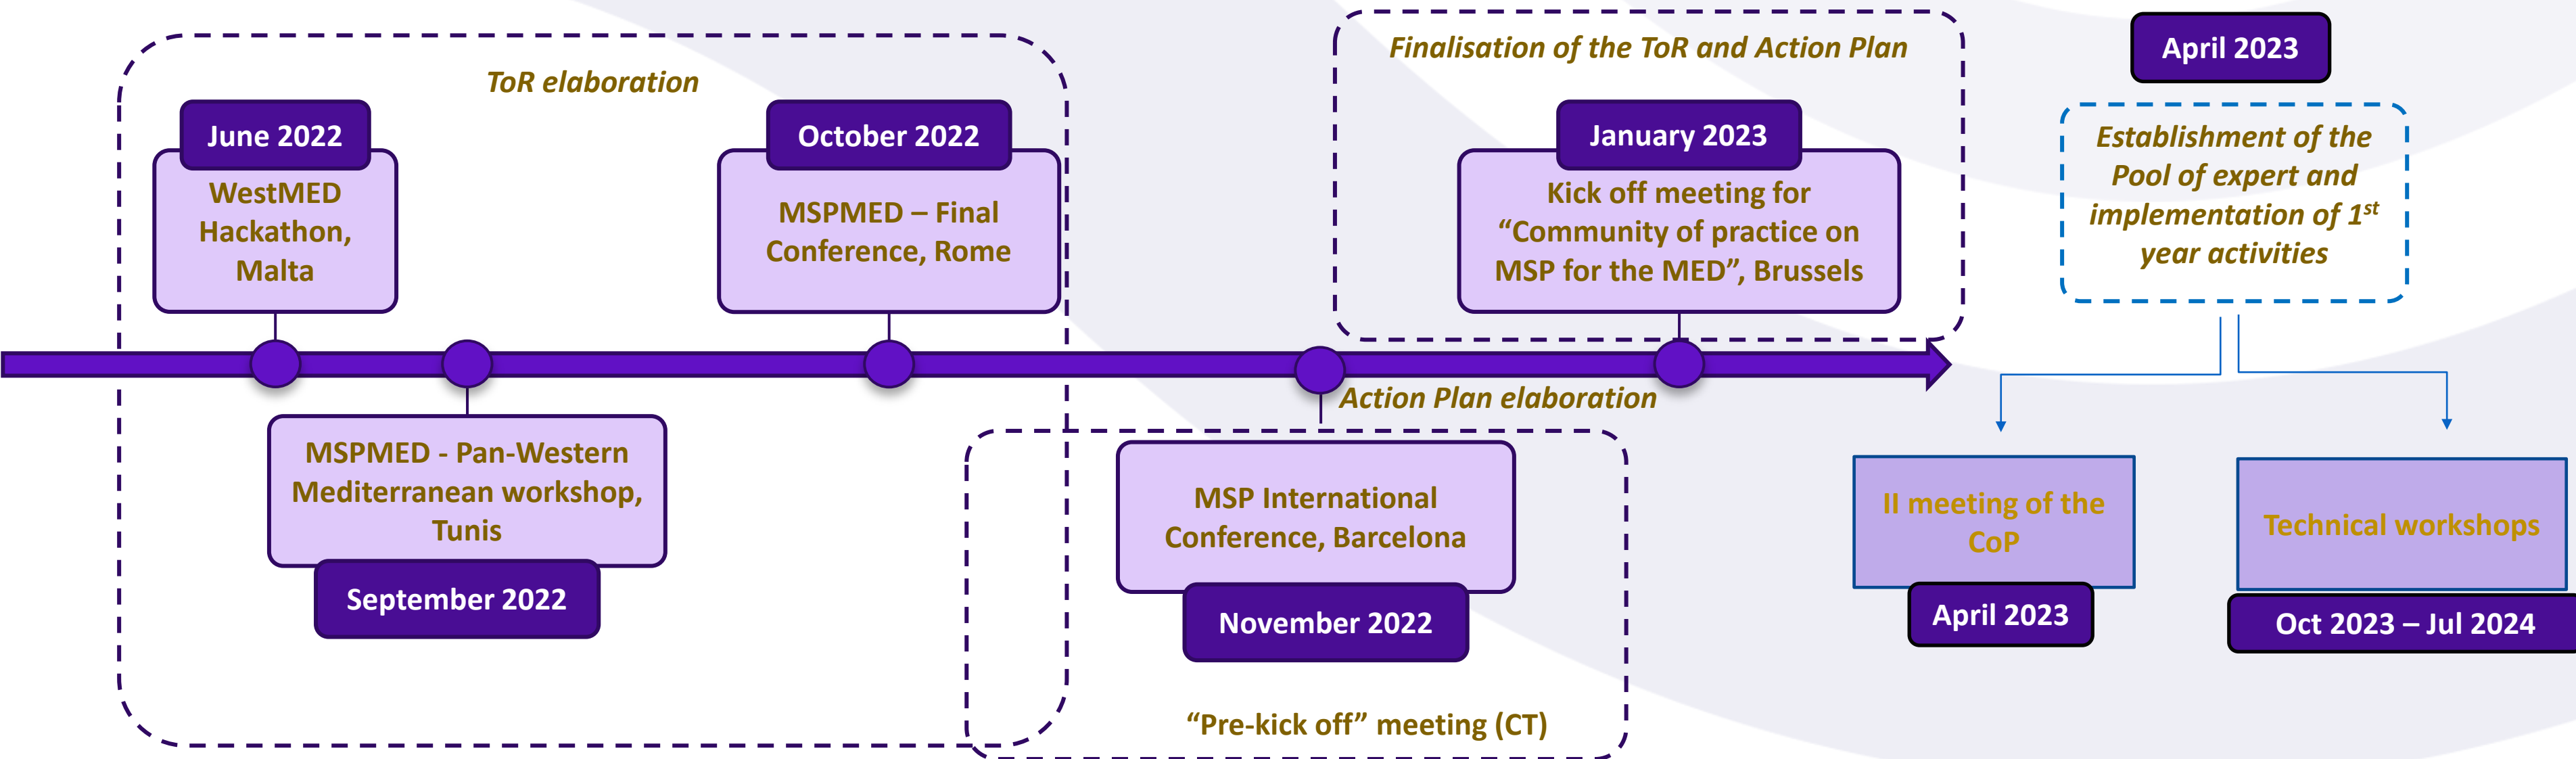 ToR elaboration
June 2022
WestMED
Hackathon,
Malta
October 2022
MSPMED – Final
Conference, Rome
MSPMED - Pan-Western
Mediterranean workshop,
Tunis
September 2022
Finalisation of the ToR and Action Plan
January 2023
Kick off meeting for
“Community of practice on
MSP for the MED”, Brussels
Action Plan elaboration
MSP International
Conference, Barcelona
November 2022
“Pre-kick off” meeting (CT)
April 2023
Establishment of the
Pool of expert and
implementation of 1st
year activities
II meeting of the
CoP
April 2023
Technical workshops
Oct 2023 – Jul 2024